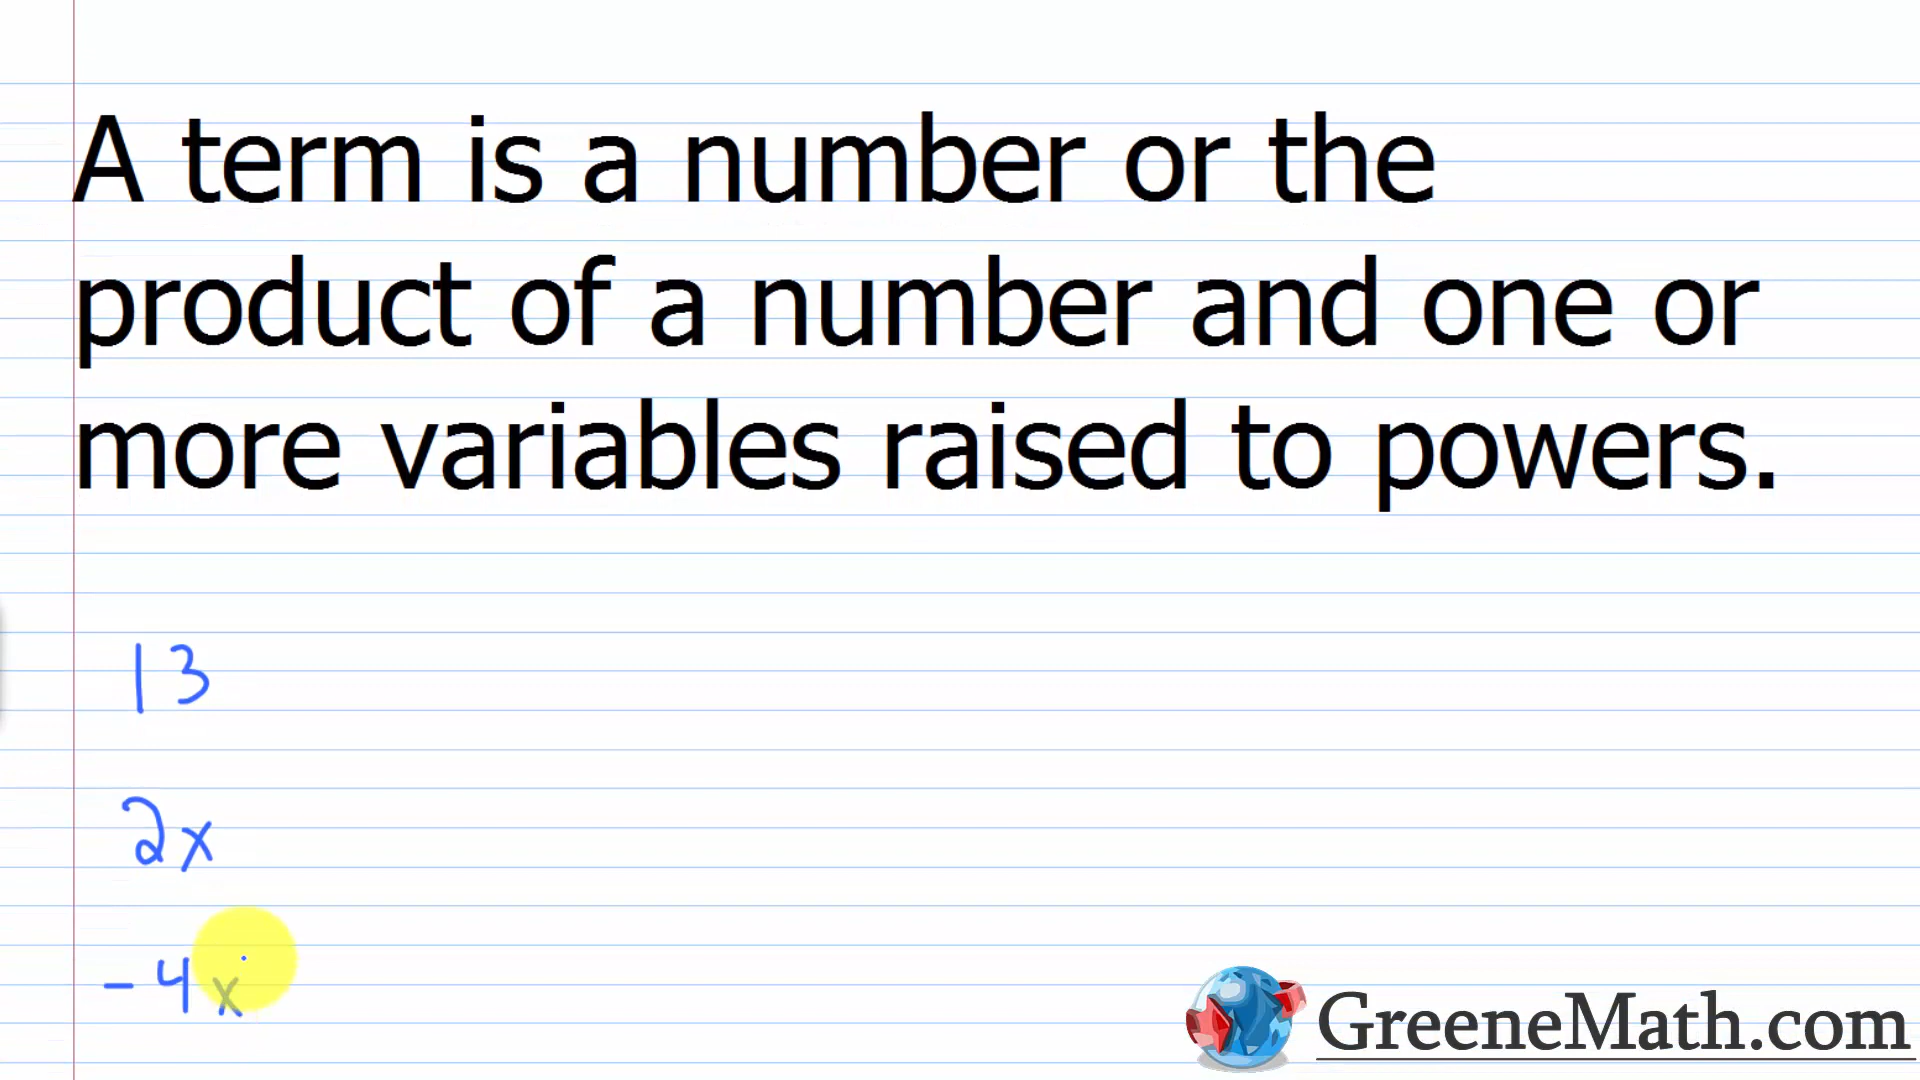 A term is a number or the
product of a number and one or
more variables raised to powers.
13
2x
-4x
GreeneMath.com